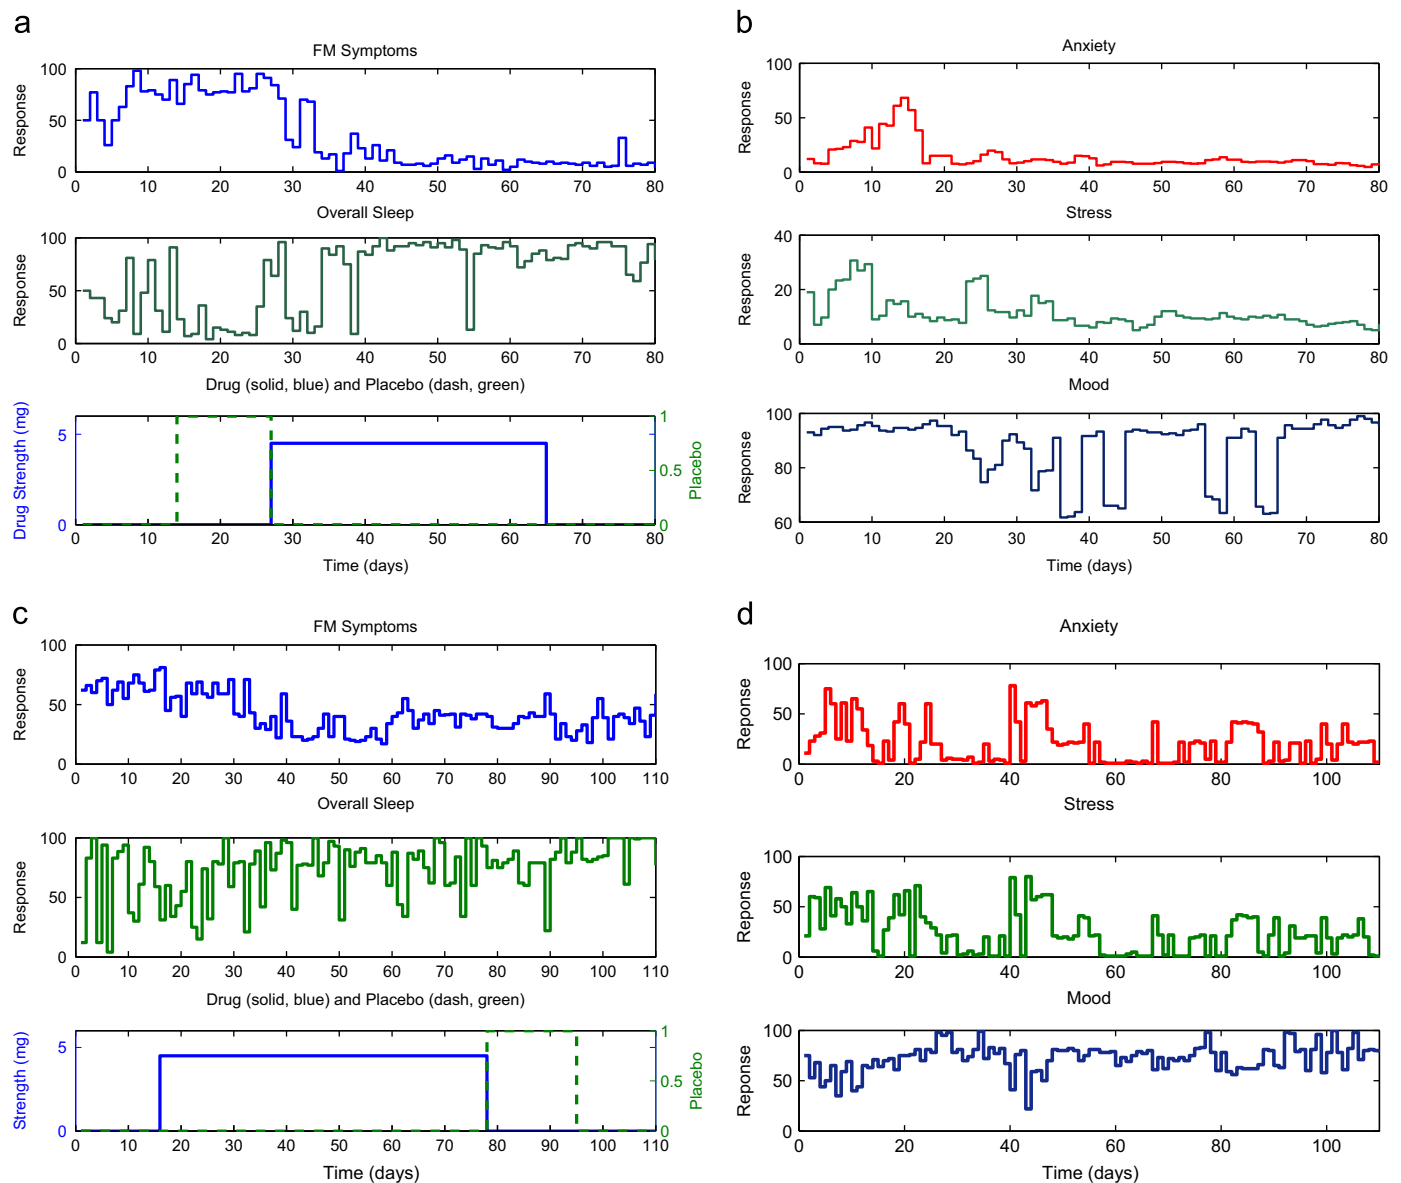 a
FM Symptoms
Response
100
50
0
0 10 20 30 40 50 60 70 80
Overall Sleep
Response
100
50
0
0 10 20 30 40 50 60 70 80
Drug (solid, blue) and Placebo (dash, green)
Drug Strength (mg)
5
0
1
0.5
0
Placebo
0 10 20 30 40 50 60 70 80
Time (days)
b
Anxiety
Response
100
50
0
0 10 20 30 40 50 60 70 80
Stress
Response
40
20
0
0 10 20 30 40 50 60 70 80
Mood
Response
100
80
60
0 10 20 30 40 50 60 70 80
Time (days)
c
FM Symptoms
Response
100
50
0
0 10 20 30 40 50 60 70 80 90 100 110
Overall Sleep
Response
100
50
0
0 10 20 30 40 50 60 70 80 90 100 110
Drug (solid, blue) and Placebo (dash, green)
Strength (mg)
5
0
1
0.5
0
Placebo
0 10 20 30 40 50 60 70 80 90 100 110
Time (days)
d
Anxiety
Reponse
100
50
0
0 20 40 60 80 100
Stress
Reponse
100
50
0
0 20 40 60 80 100
Mood
Reponse
100
50
0
0 20 40 60 80 100
Time (days)